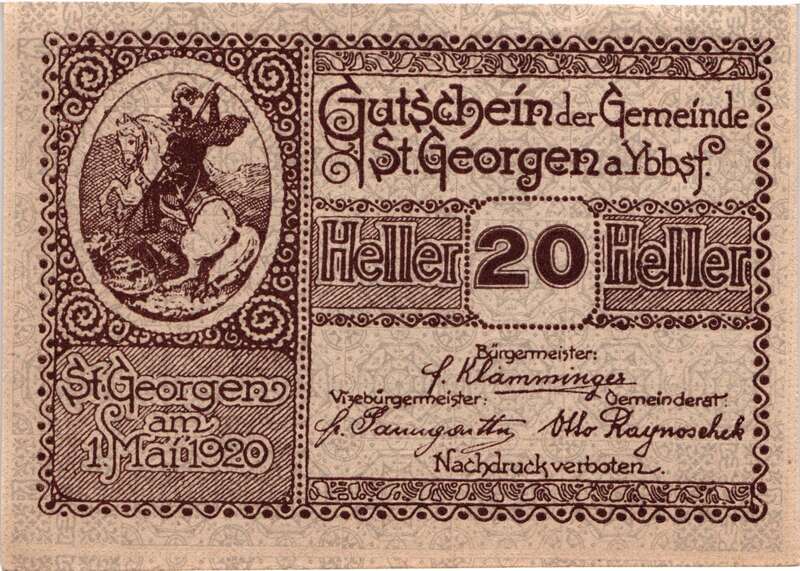 Gutschein der Gemeinde
St. Georgen a Ybbsf.
Heller 20 Heller
Bürgermeister:
f. Klamminger
Vizebürgermeister: Gemeinderat:
Otto Raynoschek
Nachdruck verboten.
St. Georgen
am
1. Mai 1920